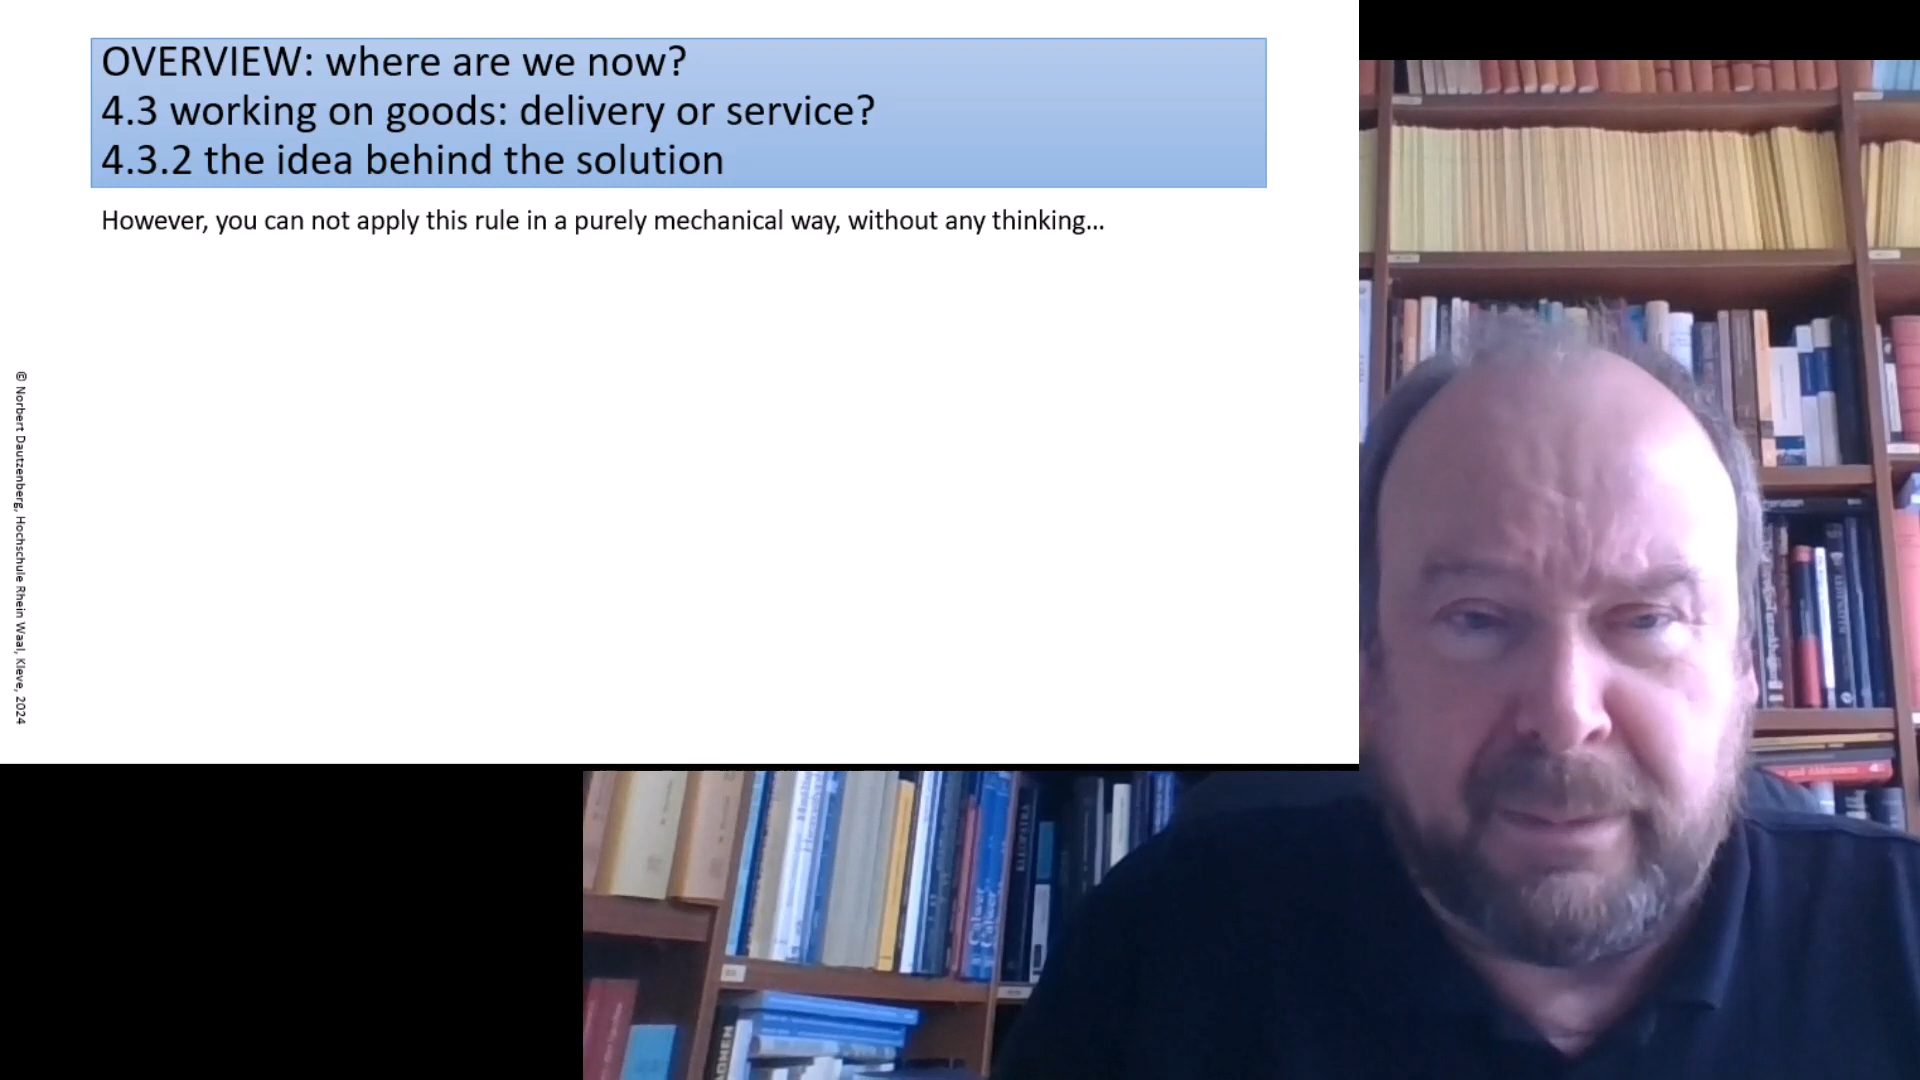 OVERVIEW: where are we now?
4.3 working on goods: delivery or service?
4.3.2 the idea behind the solution
However, you can not apply this rule in a purely mechanical way, without any thinking...
© Norbert Dautzenberg, Hochschule Rhein Waal, Kleve, 2024
Calwer
Calwer